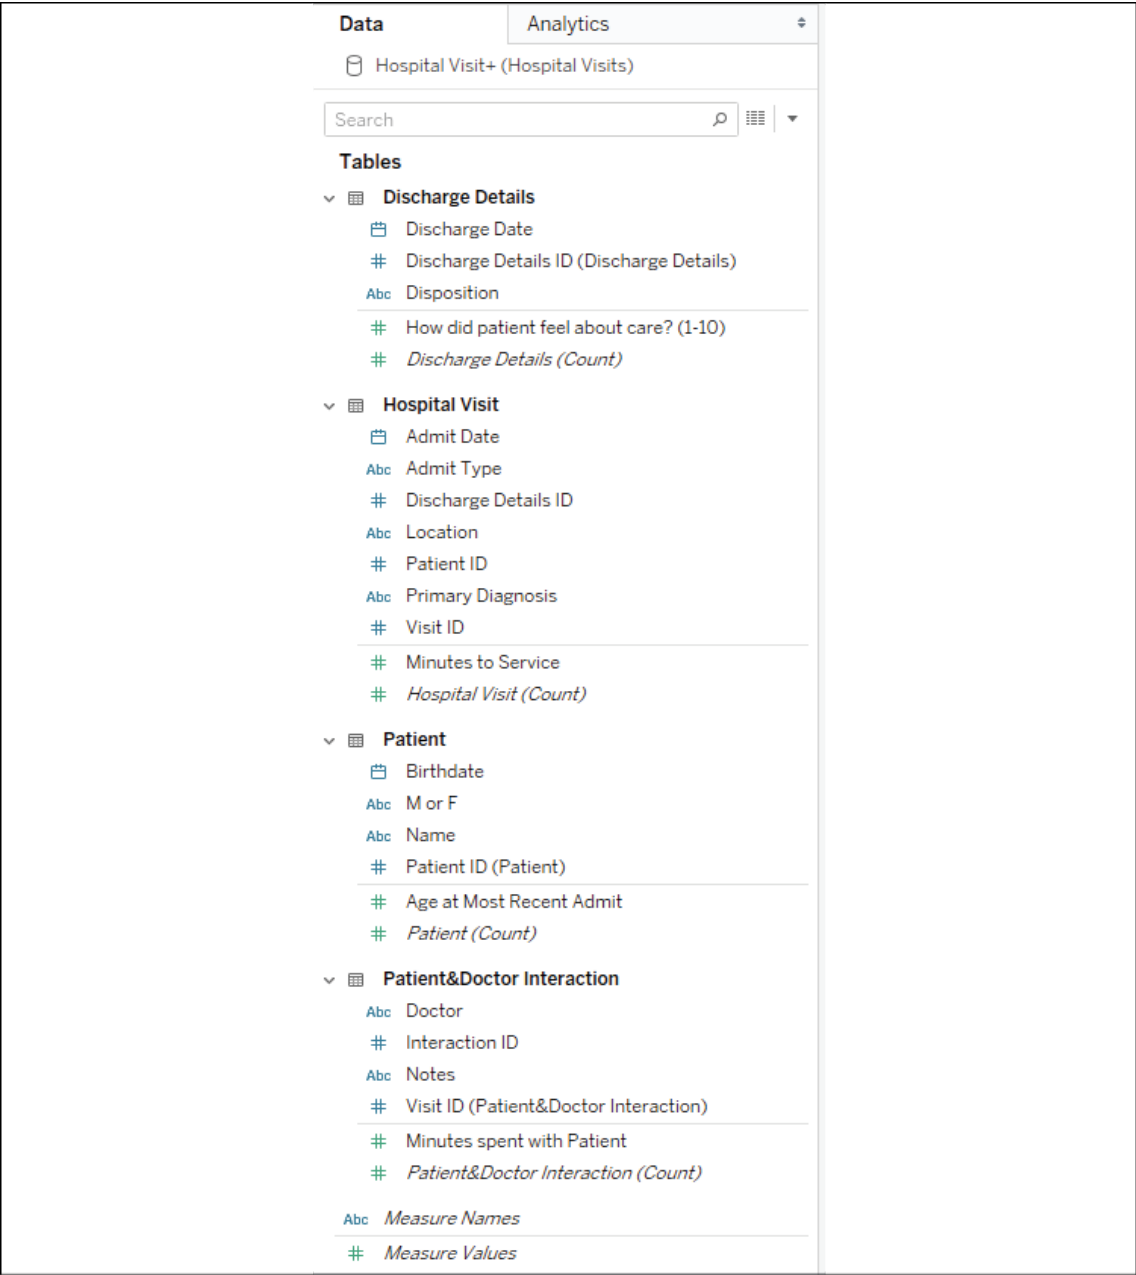 Data Analytics
Hospital Visit+ (Hospital Visits)
Search
Tables
Discharge Details
Discharge Date
# Discharge Details ID (Discharge Details)
Abc Disposition
# How did patient feel about care? (1-10)
# Discharge Details (Count)
Hospital Visit
Admit Date
Abc Admit Type
# Discharge Details ID
Abc Location
# Patient ID
Abc Primary Diagnosis
# Visit ID
# Minutes to Service
# Hospital Visit (Count)
Patient
Birthdate
Abc M or F
Abc Name
# Patient ID (Patient)
# Age at Most Recent Admit
# Patient (Count)
Patient&Doctor Interaction
Abc Doctor
# Interaction ID
Abc Notes
# Visit ID (Patient&Doctor Interaction)
# Minutes spent with Patient
# Patient&Doctor Interaction (Count)
Abc Measure Names
# Measure Values